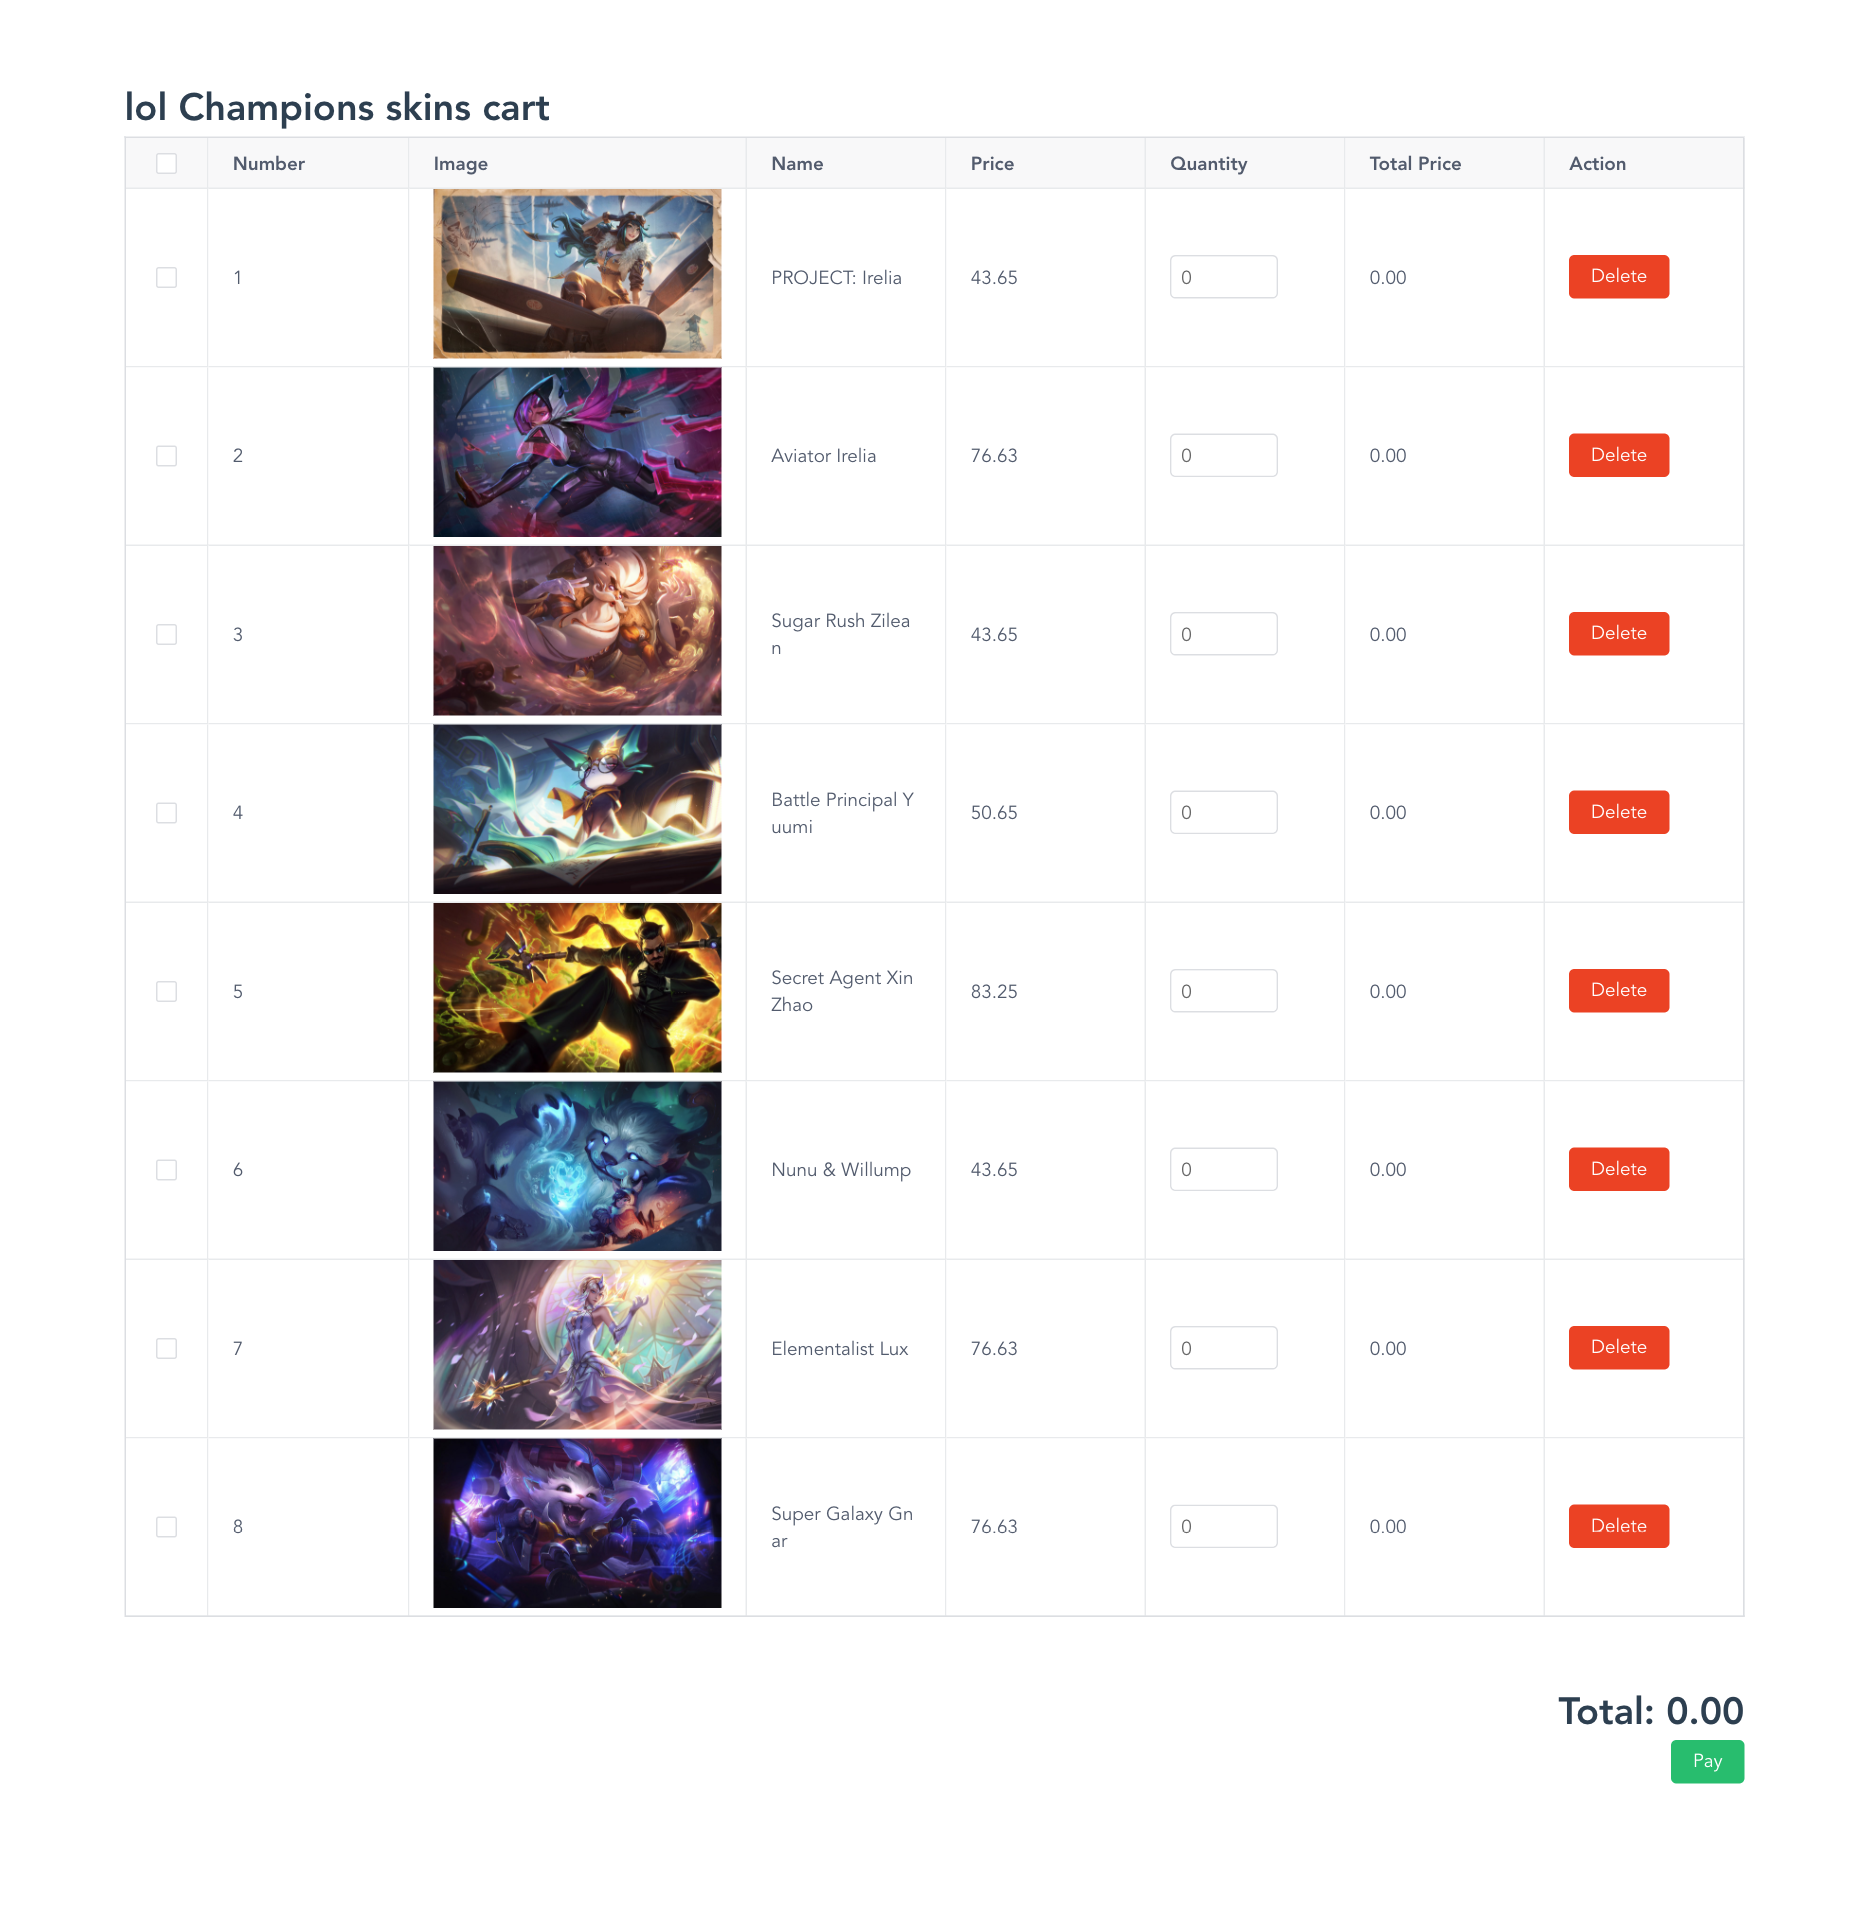 lol Champions skins cart
Number Image Name Price Quantity Total Price Action
1 PROJECT: Irelia 43.65 0 0.00 Delete
2 Aviator Irelia 76.63 0 0.00 Delete
3 Sugar Rush Zilea
n 43.65 0 0.00 Delete
4 Battle Principal Y
uumi 50.65 0 0.00 Delete
5 Secret Agent Xin
Zhao 83.25 0 0.00 Delete
6 Nunu & Willump 43.65 0 0.00 Delete
7 Elementalist Lux 76.63 0 0.00 Delete
8 Super Galaxy Gn
ar 76.63 0 0.00 Delete
Total: 0.00
Pay